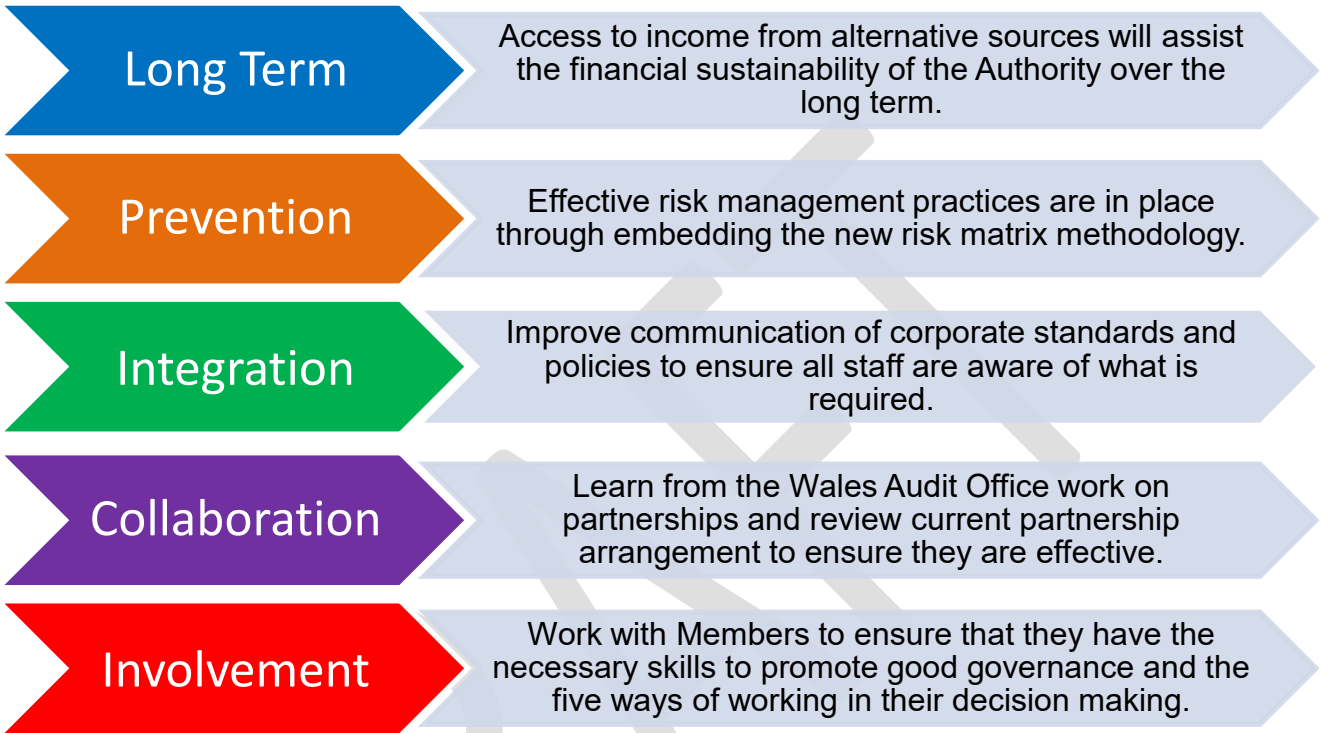 Long Term
Access to income from alternative sources will assist
the financial sustainability of the Authority over the
long term.
Prevention
Effective risk management practices are in place
through embedding the new risk matrix methodology.
Integration
Improve communication of corporate standards and
policies to ensure all staff are aware of what is
required.
Collaboration
Learn from the Wales Audit Office work on
partnerships and review current partnership
arrangement to ensure they are effective.
Involvement
Work with Members to ensure that they have the
necessary skills to promote good governance and the
five ways of working in their decision making.